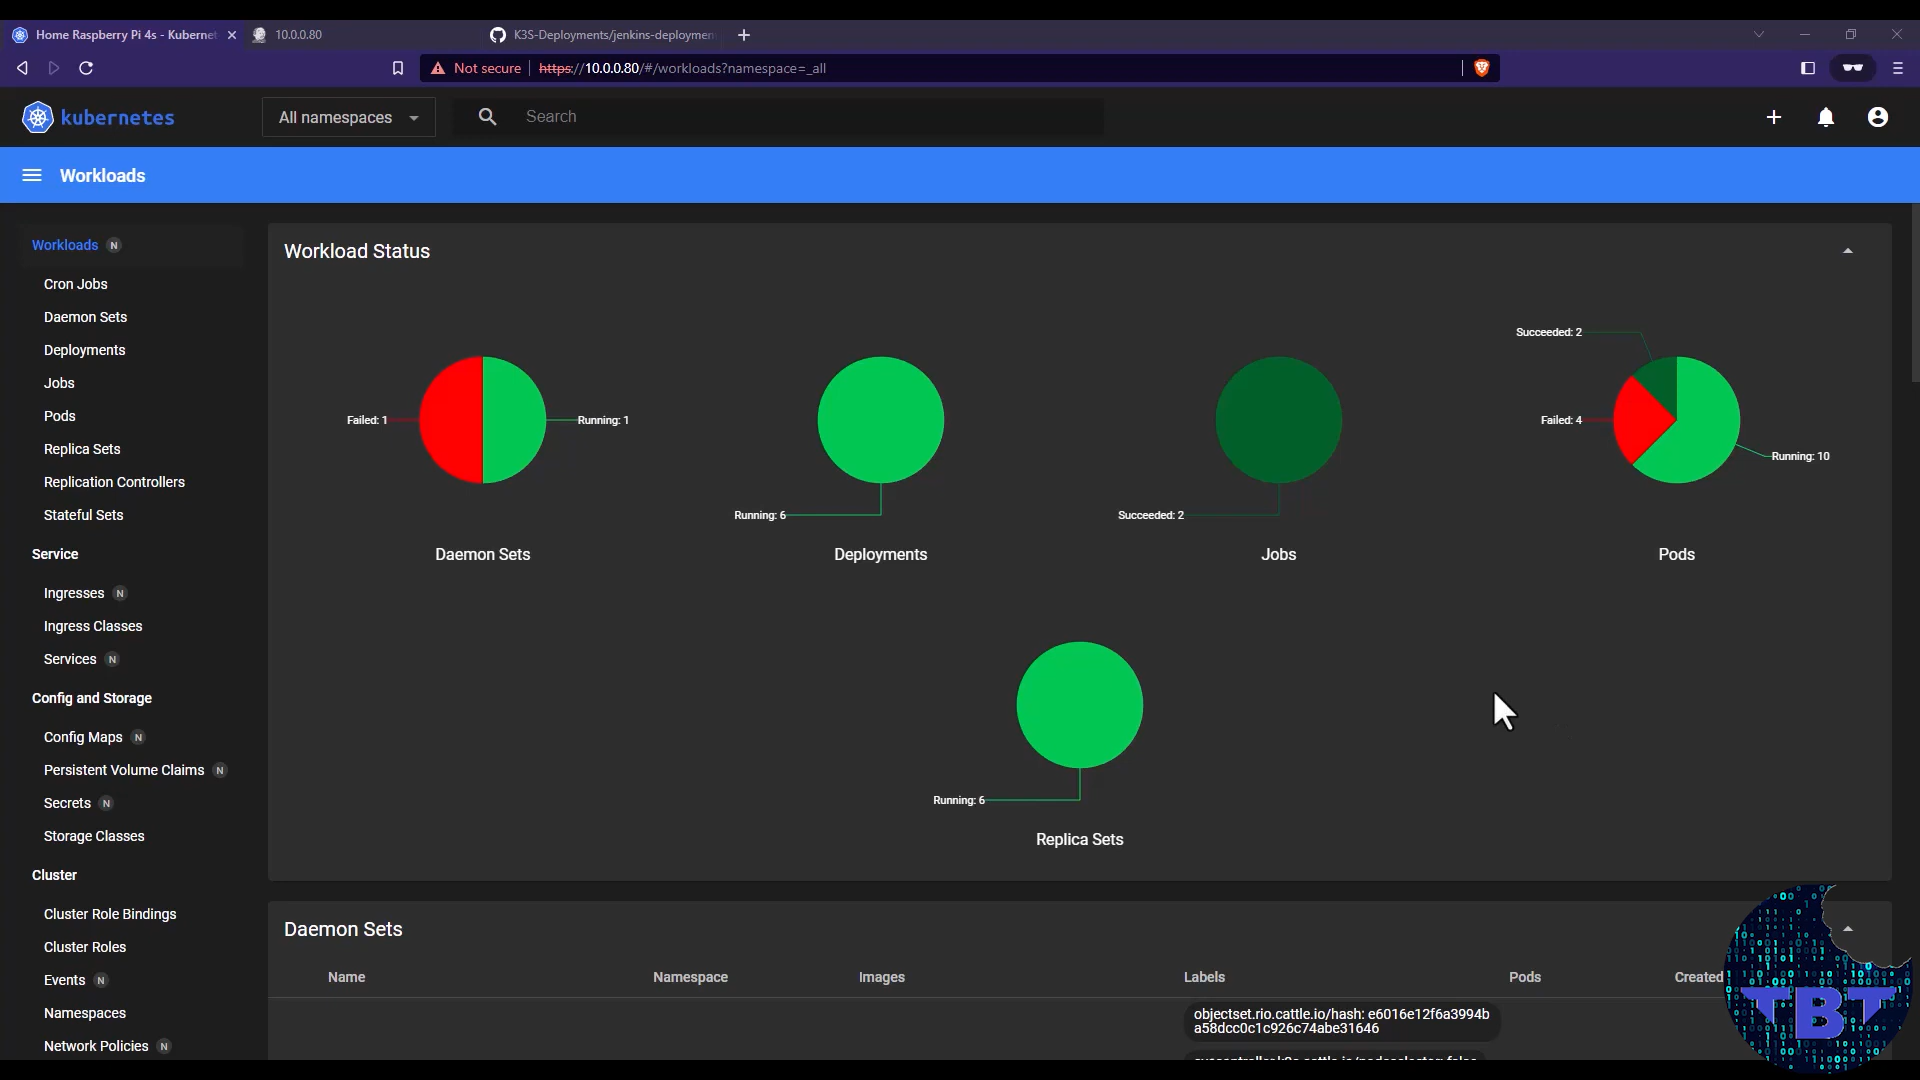 Home Raspberry Pi 4s - Kubernet
10.0.0.80
K3S-Deployments/jenkins-deploymen
Not secure
https://10.0.0.80/#/workloads?namespace=_all
kubernetes
All namespaces
Search
Workloads
Workloads N
Cron Jobs
Daemon Sets
Deployments
Jobs
Pods
Replica Sets
Replication Controllers
Stateful Sets
Service
Ingresses N
Ingress Classes
Services N
Config and Storage
Config Maps N
Persistent Volume Claims N
Secrets N
Storage Classes
Cluster
Cluster Role Bindings
Cluster Roles
Events N
Namespaces
Network Policies N
Workload Status
Failed: 1
Running: 1
Daemon Sets
Running: 6
Deployments
Succeeded: 2
Jobs
Succeeded: 2
Failed: 4
Running: 10
Pods
Running: 6
Replica Sets
Daemon Sets
Name Namespace Images Labels Pods Created
objectset.rio.cattle.io/hash: e6016e12f6a3994b
a58dcc0c1c926c74abe31646
TBT